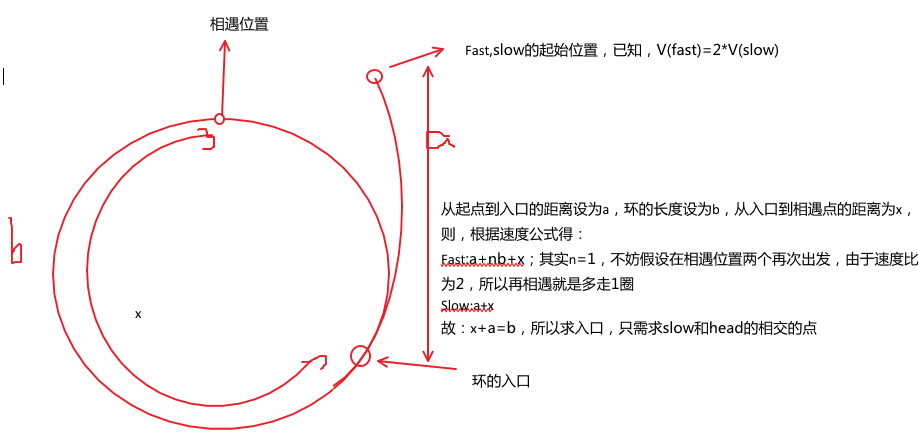 相遇位置
Fast,slow的起始位置，已知，V(fast)=2*V(slow)
a
从起点到入口的距离设为a，环的长度设为b，从入口到相遇点的距离为x，
则，根据速度公式得：
Fast:a+nb+x；其实n=1，不妨假设在相遇位置两个再次出发，由于速度比
为2，所以再相遇就是多走1圈
Slow:a+x
故：x+a=b，所以求入口，只需求slow和head的相交的点
b
x
环的入口